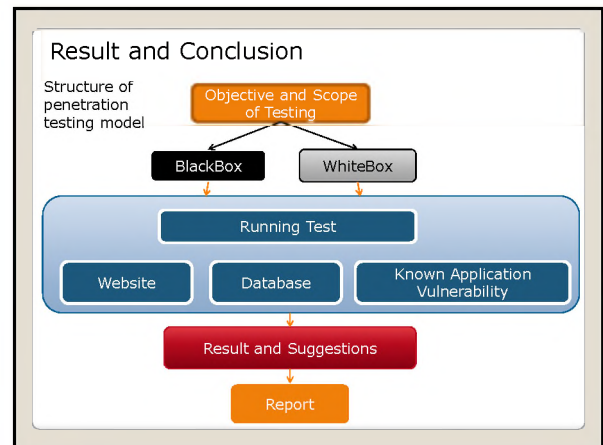 Result and Conclusion
Structure of
penetration
testing model
Objective and Scope
of Testing
BlackBox
WhiteBox
Running Test
Website
Database
Known Application
Vulnerability
Result and Suggestions
Report